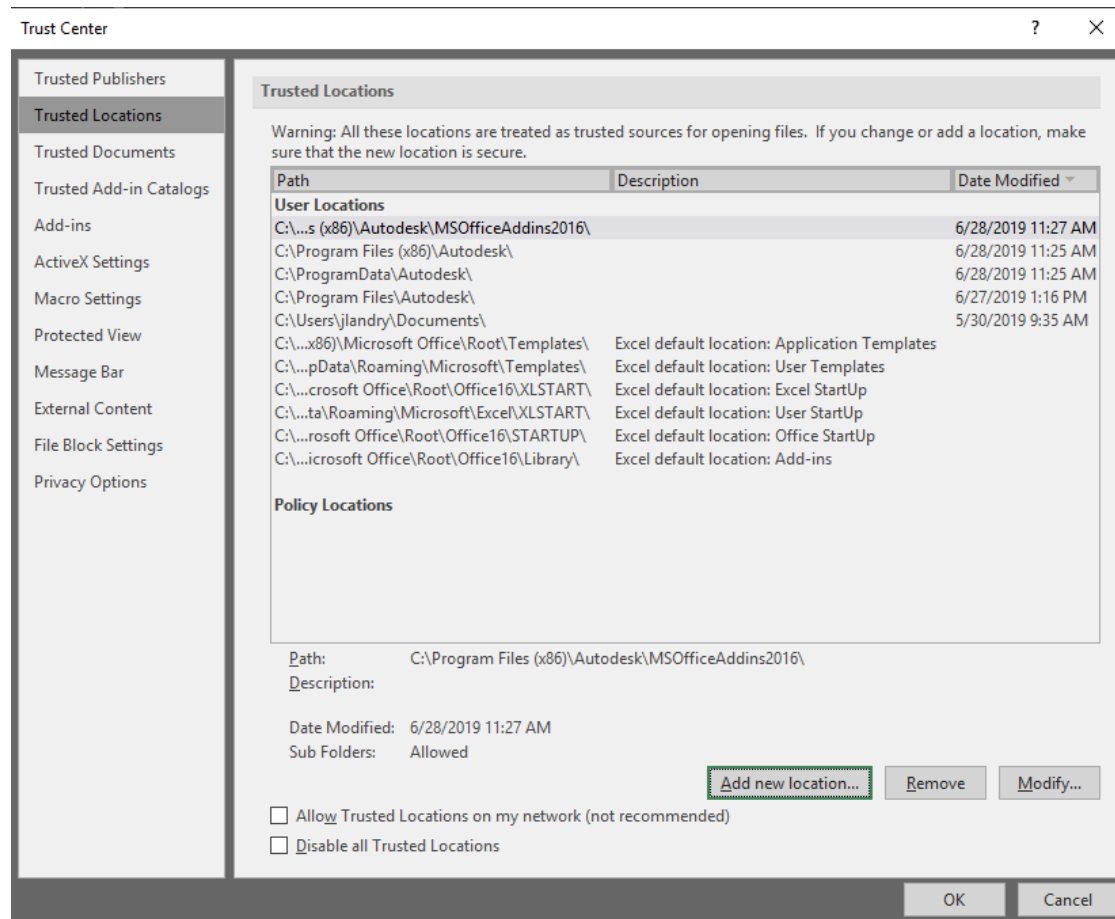 Trust Center
?
Trusted Publishers
Trusted Locations
Trusted Documents
Trusted Add-in Catalogs
Add-ins
ActiveX Settings
Macro Settings
Protected View
Message Bar
External Content
File Block Settings
Privacy Options
Trusted Locations
Warning: All these locations are treated as trusted sources for opening files.  If you change or add a location, make
sure that the new location is secure.
Path Description Date Modified
User Locations
C:\...s (x86)\Autodesk\MSOfficeAddins2016\ 6/28/2019 11:27 AM
C:\Program Files (x86)\Autodesk\ 6/28/2019 11:25 AM
C:\ProgramData\Autodesk\ 6/28/2019 11:25 AM
C:\Program Files\Autodesk\ 6/27/2019 1:16 PM
C:\Users\jlandry\Documents\ 5/30/2019 9:35 AM
C:\...x86)\Microsoft Office\Root\Templates\ Excel default location: Application Templates
C:\...pData\Roaming\Microsoft\Templates\ Excel default location: User Templates
C:\...crosoft Office\Root\Office16\XLSTART\ Excel default location: Excel StartUp
C:\...ta\Roaming\Microsoft\Excel\XLSTART\ Excel default location: User StartUp
C:\...rosoft Office\Root\Office16\STARTUP\ Excel default location: Office StartUp
C:\...icrosoft Office\Root\Office16\Library\ Excel default location: Add-ins
Policy Locations
Path: C:\Program Files (x86)\Autodesk\MSOfficeAddins2016\
Description:
Date Modified: 6/28/2019 11:27 AM
Sub Folders: Allowed
Add new location... Remove Modify...
Allow Trusted Locations on my network (not recommended)
Disable all Trusted Locations
OK Cancel